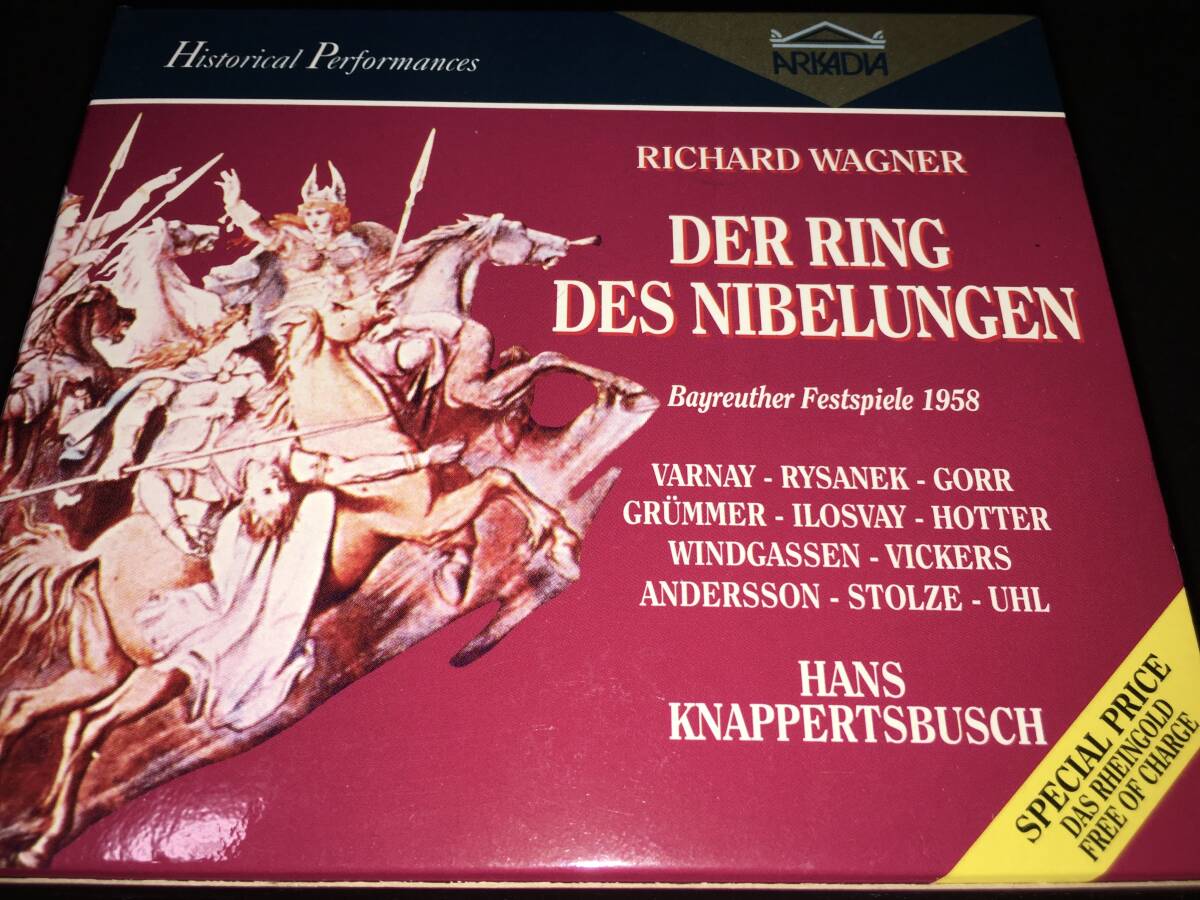 Historical Performances
ARKADIA
RICHARD WAGNER
DER RING
DES NIBELUNGEN
Bayreuther Festspiele 1958
VARNAY - RYSANEK - GORR
GRÜMMER - ILOSVAY - HOTTER
WINDGASSEN - VICKERS
ANDERSSON - STOLZE - UHL
HANS
KNAPPERTSBUSCH
SPECIAL PRICE
DAS RHEINGOLD
FREE OF CHARGE